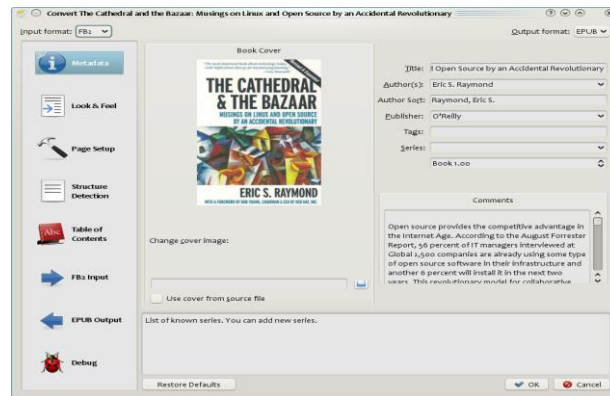 Convert The Cathedral and the Bazaar: Musings on Linux and Open Source by an Accidental Revolutionary
Input format: FB2
Output format: EPUB
Metadata
Look & Feel
Page Setup
Structure
Detection
Table of
Contents
FB2 Input
EPUB Output
Debug
Book Cover
THE CATHEDRAL
& THE BAZAAR
MUSINGS ON LINUX AND OPEN SOURCE
BY AN ACCIDENTAL REVOLUTIONARY
ERIC S. RAYMOND
Change cover image:
Use cover from source file
Title: Open Source by an Accidental Revolutionary
Author(s): Eric S. Raymond
Author Sort: Raymond, Eric S.
Publisher: O'Reilly
Tags:
Series:
Book 1.00
Comments
Open source provides the competitive advantage in
the Internet Age. According to the August Forrester
Report, 56 percent of IT managers interviewed at
Global 2,500 companies are already using some type
of open source software in their infrastructure and
another 6 percent will install it in the next two
years. This revolutionary model for collaborative
List of known series. You can add new series.
Restore Defaults
OK
Cancel